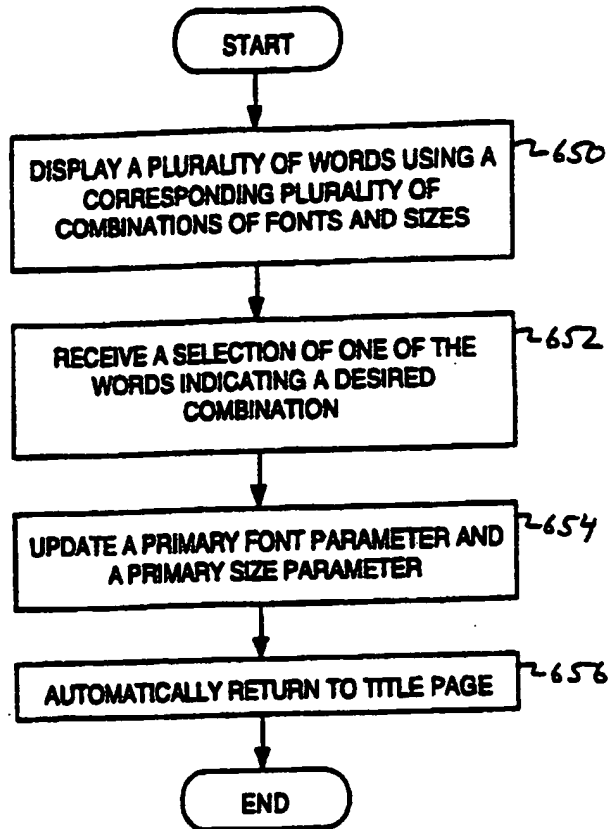 START
DISPLAY A PLURALITY OF WORDS USING A
CORRESPONDING PLURALITY OF
COMBINATIONS OF FONTS AND SIZES
650
RECEIVE A SELECTION OF ONE OF THE
WORDS INDICATING A DESIRED
COMBINATION
652
UPDATE A PRIMARY FONT PARAMETER AND
A PRIMARY SIZE PARAMETER
654
AUTOMATICALLY RETURN TO TITLE PAGE
656
END